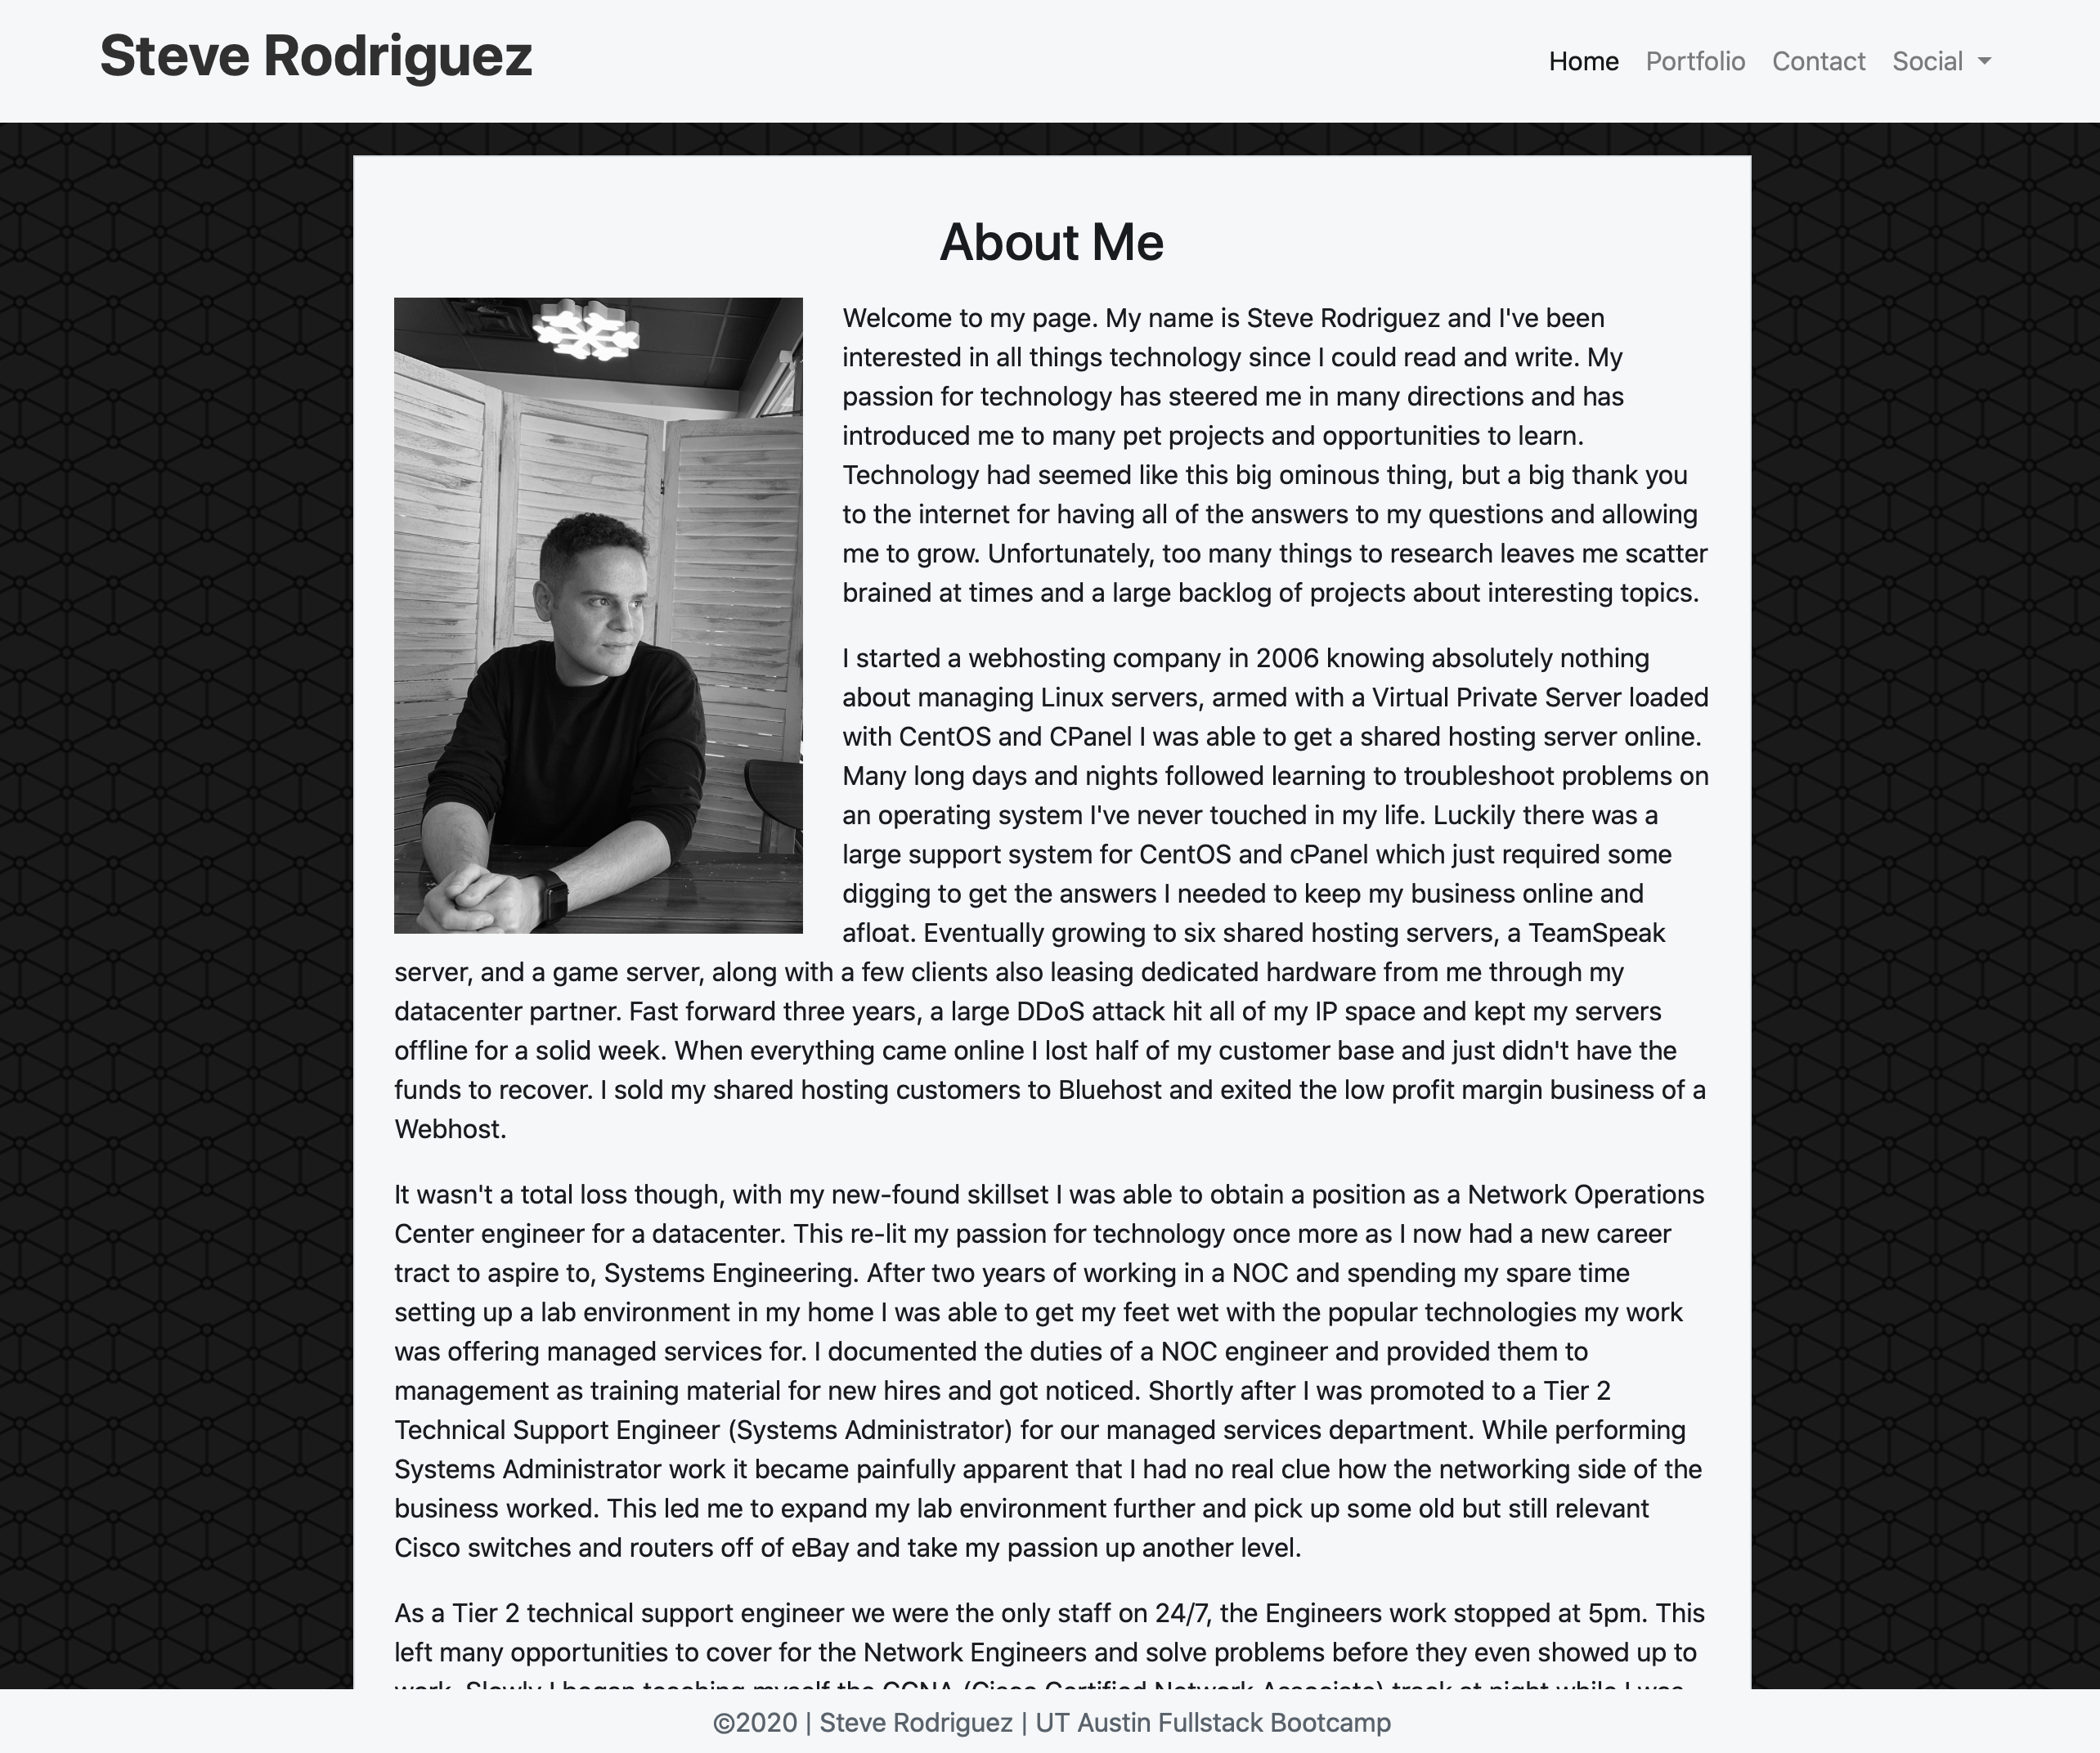 Steve Rodriguez
Home Portfolio Contact Social
About Me
Welcome to my page. My name is Steve Rodriguez and I've been
interested in all things technology since I could read and write. My
passion for technology has steered me in many directions and has
introduced me to many pet projects and opportunities to learn.
Technology had seemed like this big ominous thing, but a big thank you
to the internet for having all of the answers to my questions and allowing
me to grow. Unfortunately, too many things to research leaves me scatter
brained at times and a large backlog of projects about interesting topics.
I started a webhosting company in 2006 knowing absolutely nothing
about managing Linux servers, armed with a Virtual Private Server loaded
with CentOS and CPanel I was able to get a shared hosting server online.
Many long days and nights followed learning to troubleshoot problems on
an operating system I've never touched in my life. Luckily there was a
large support system for CentOS and cPanel which just required some
digging to get the answers I needed to keep my business online and
afloat. Eventually growing to six shared hosting servers, a TeamSpeak
server, and a game server, along with a few clients also leasing dedicated hardware from me through my
datacenter partner. Fast forward three years, a large DDoS attack hit all of my IP space and kept my servers
offline for a solid week. When everything came online I lost half of my customer base and just didn't have the
funds to recover. I sold my shared hosting customers to Bluehost and exited the low profit margin business of a
Webhost.
It wasn't a total loss though, with my new-found skillset I was able to obtain a position as a Network Operations
Center engineer for a datacenter. This re-lit my passion for technology once more as I now had a new career
tract to aspire to, Systems Engineering. After two years of working in a NOC and spending my spare time
setting up a lab environment in my home I was able to get my feet wet with the popular technologies my work
was offering managed services for. I documented the duties of a NOC engineer and provided them to
management as training material for new hires and got noticed. Shortly after I was promoted to a Tier 2
Technical Support Engineer (Systems Administrator) for our managed services department. While performing
Systems Administrator work it became painfully apparent that I had no real clue how the networking side of the
business worked. This led me to expand my lab environment further and pick up some old but still relevant
Cisco switches and routers off of eBay and take my passion up another level.
As a Tier 2 technical support engineer we were the only staff on 24/7, the Engineers work stopped at 5pm. This
left many opportunities to cover for the Network Engineers and solve problems before they even showed up to
work. Slowly I began teaching myself the CCNA (Cisco Certified Network Associate) track at night while I was
©2020 | Steve Rodriguez | UT Austin Fullstack Bootcamp